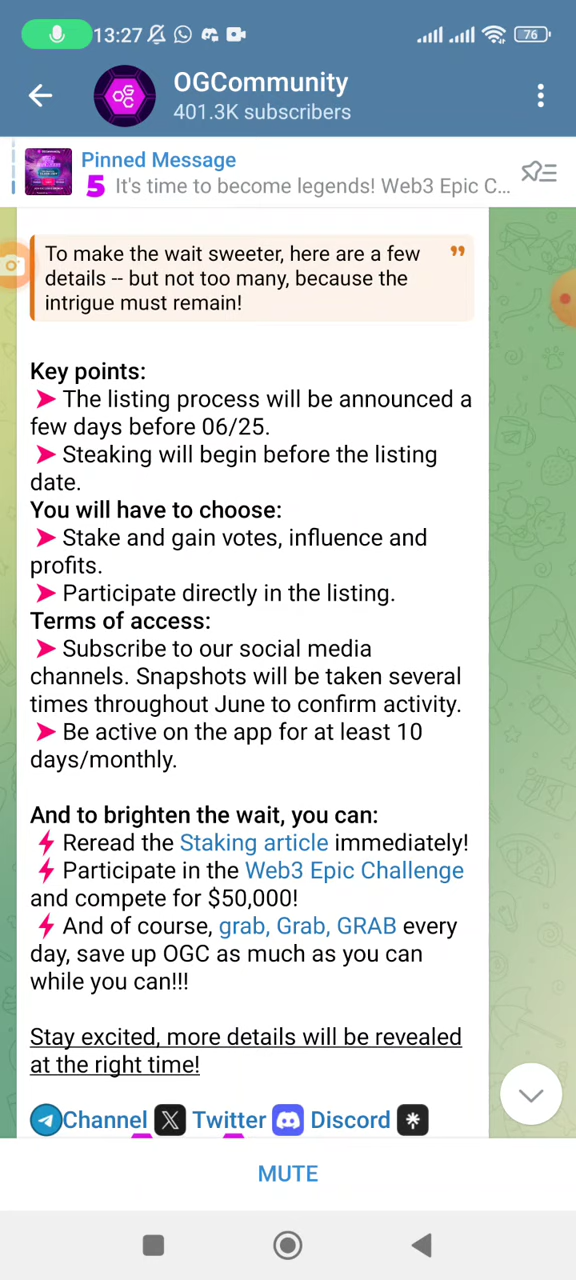 13:27
76
OGCommunity
401.3K subscribers
Pinned Message
5 It's time to become legends! Web3 Epic C...
To make the wait sweeter, here are a few
details -- but not too many, because the
intrigue must remain!
Key points:
➤ The listing process will be announced a
few days before 06/25.
➤ Steaking will begin before the listing
date.
You will have to choose:
➤ Stake and gain votes, influence and
profits.
➤ Participate directly in the listing.
Terms of access:
➤ Subscribe to our social media
channels. Snapshots will be taken several
times throughout June to confirm activity.
➤ Be active on the app for at least 10
days/monthly.
And to brighten the wait, you can:
⚡ Reread the Staking article immediately!
⚡ Participate in the Web3 Epic Challenge
and compete for $50,000!
⚡ And of course, grab, Grab, GRAB every
day, save up OGC as much as you can
while you can!!!
Stay excited, more details will be revealed
at the right time!
Channel X Twitter Discord
MUTE